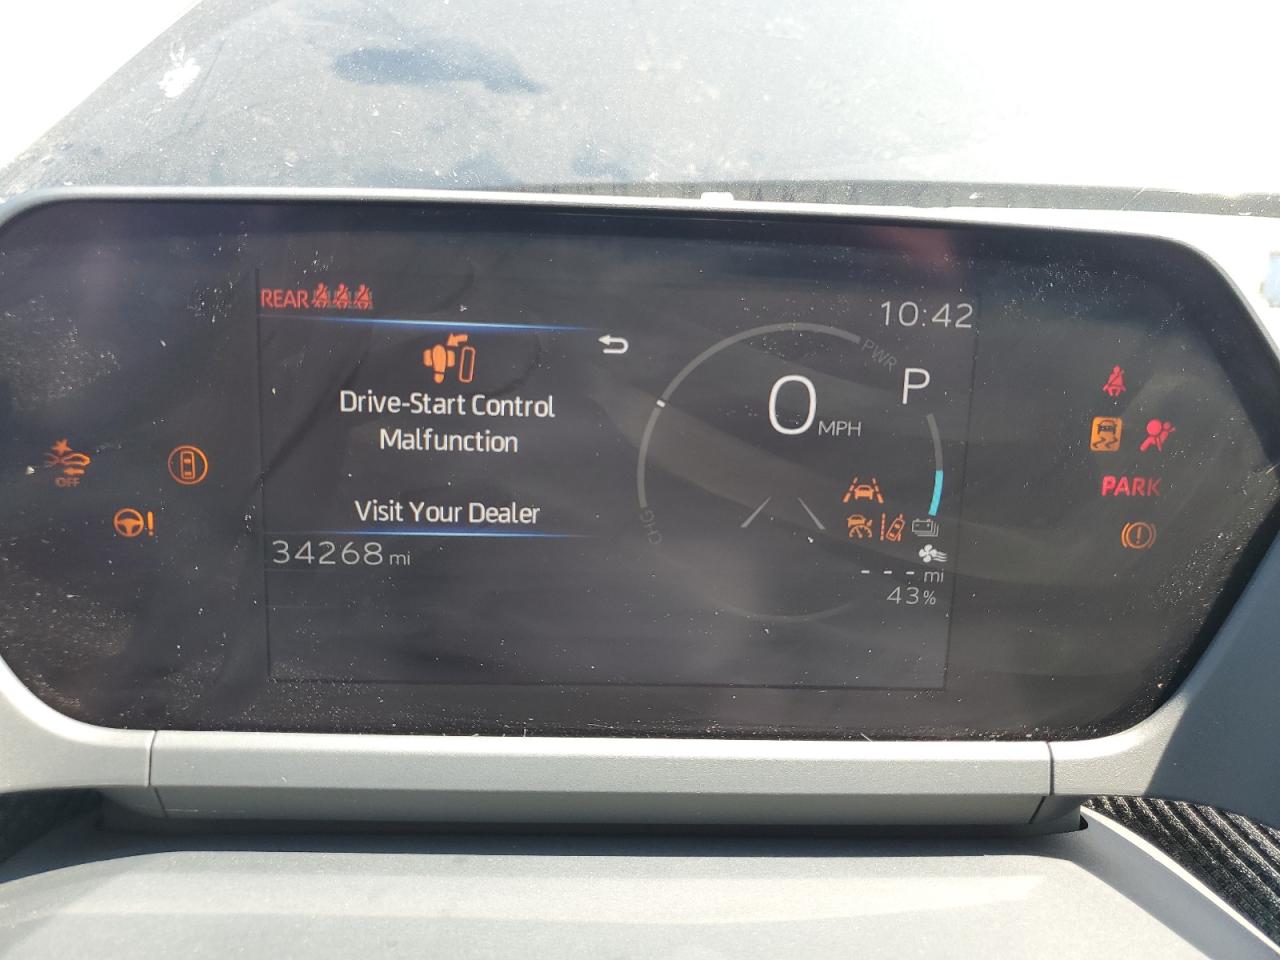 REAR
10:42
PWR
P
Drive-Start Control
Malfunction
0 MPH
OFF
PARK
CHG
Visit Your Dealer
34268 mi
- - - mi
43%